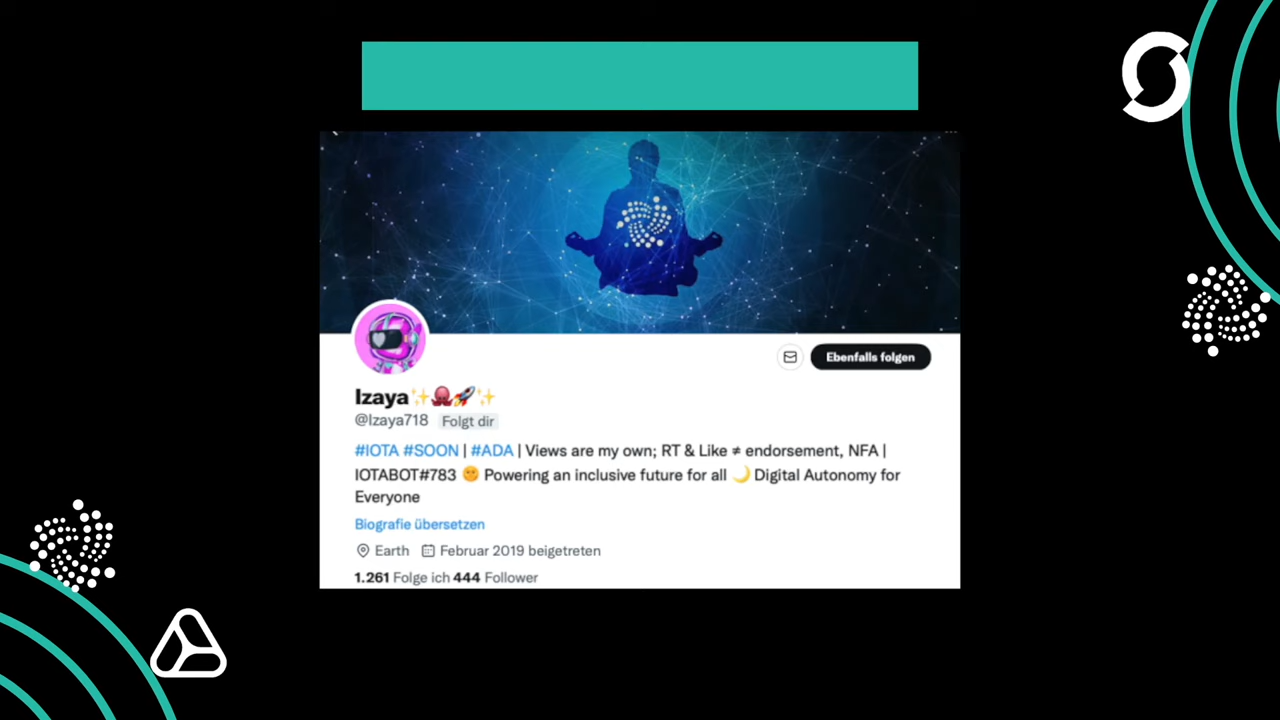 Izaya✨🐙🚀✨
@Izaya718 Folgt dir
Ebenfalls folgen
#IOTA #SOON | #ADA | Views are my own; RT & Like ≠ endorsement, NFA |
IOTABOT#783 🌞 Powering an inclusive future for all 🌙 Digital Autonomy for
Everyone
Biografie übersetzen
Earth Februar 2019 beigetreten
1.261 Folge ich 444 Follower